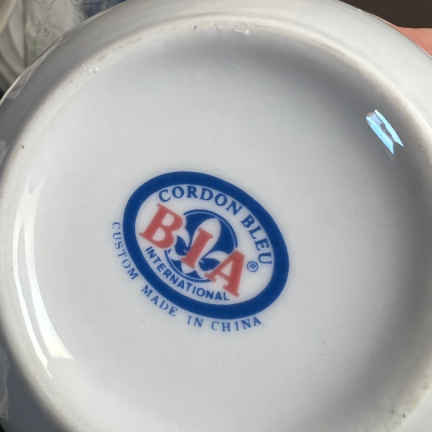 CORDON BLEU
BIA ®
INTERNATIONAL
CUSTOM MADE IN CHINA